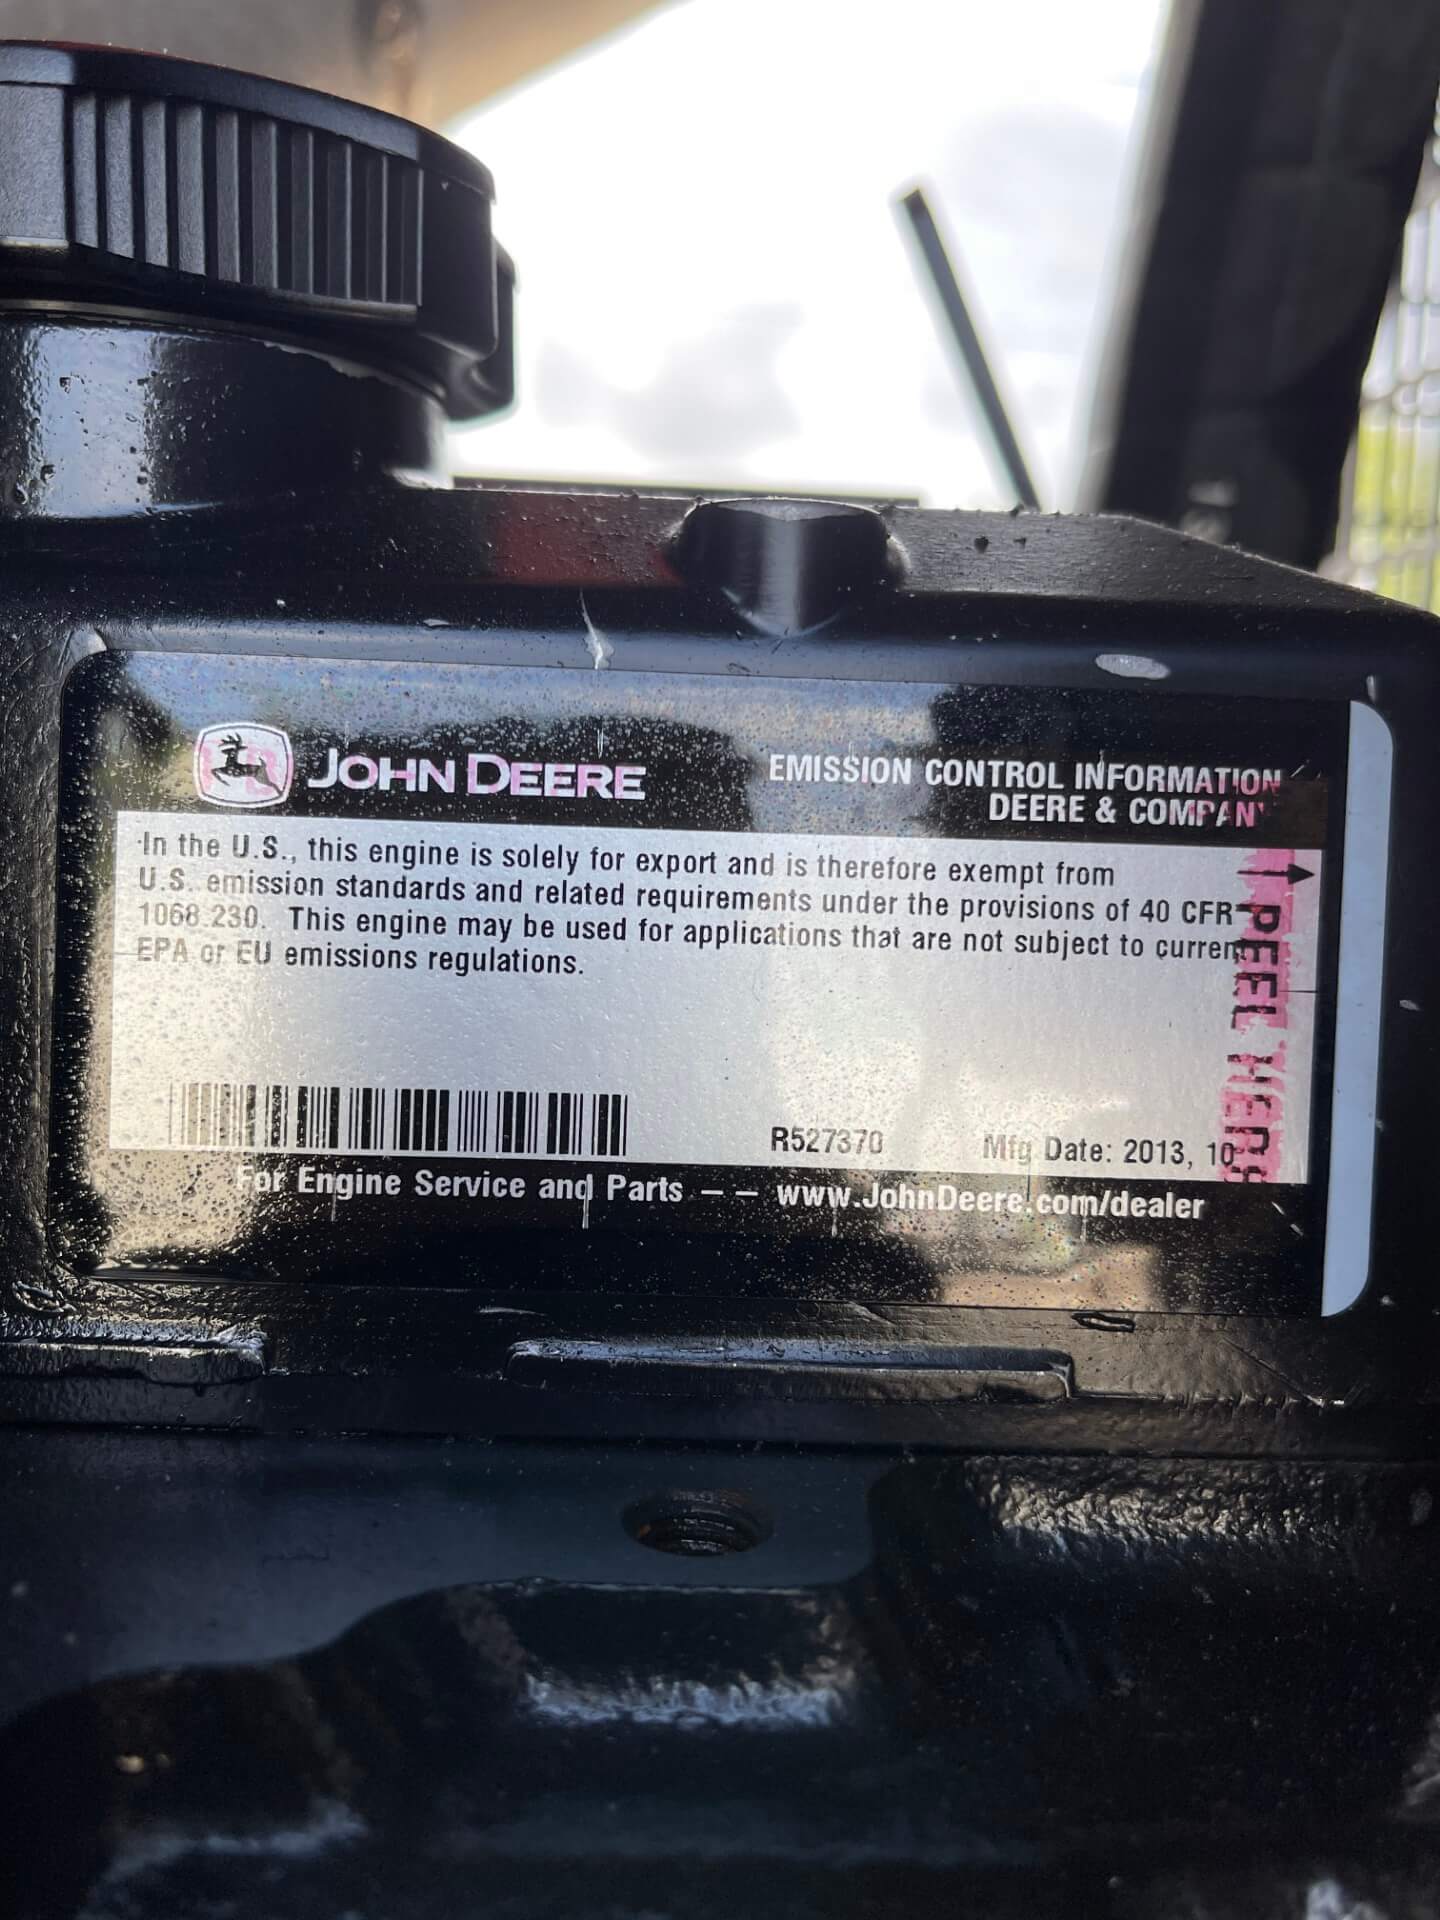 JOHN DEERE
EMISSION CONTROL INFORMATION
DEERE & COMPANY
In the U.S., this engine is solely for export and is therefore exempt from
U.S. emission standards and related requirements under the provisions of 40 CFR
1068.230. This engine may be used for applications that are not subject to current
EPA or EU emissions regulations.
PEEL HERE
R527370
Mfg Date: 2013, 10
For Engine Service and Parts – – www.JohnDeere.com/dealer